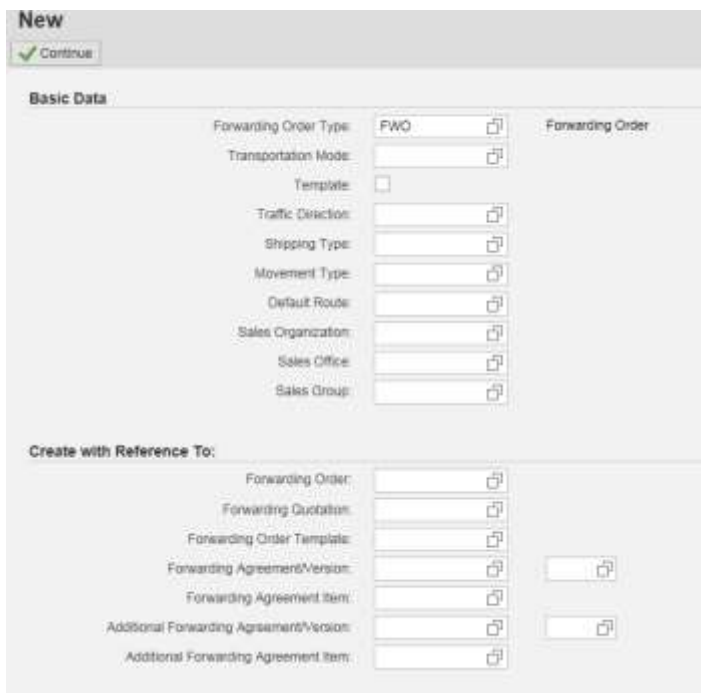 New
Continue
Basic Data
Forwarding Order Type: FWO Forwarding Order
Transportation Mode:
Template:
Traffic Direction:
Shipping Type:
Movement Type:
Default Route:
Sales Organization:
Sales Office:
Sales Group:
Create with Reference To:
Forwarding Order:
Forwarding Quotation:
Forwarding Order Template:
Forwarding Agreement/Version:
Forwarding Agreement Item:
Additional Forwarding Agreement/Version:
Additional Forwarding Agreement Item: